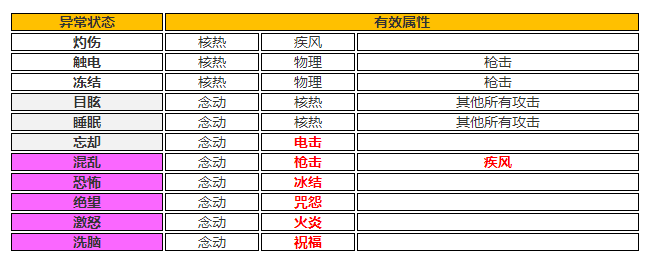 异常状态 有效属性
灼伤 核热 疾风
触电 核热 物理 枪击
冻结 核热 物理 枪击
目眩 念动 核热 其他所有攻击
睡眠 念动 核热 其他所有攻击
忘却 念动 电击
混乱 念动 枪击 疾风
恐怖 念动 冰结
绝望 念动 咒怨
激怒 念动 火炎
洗脑 念动 祝福